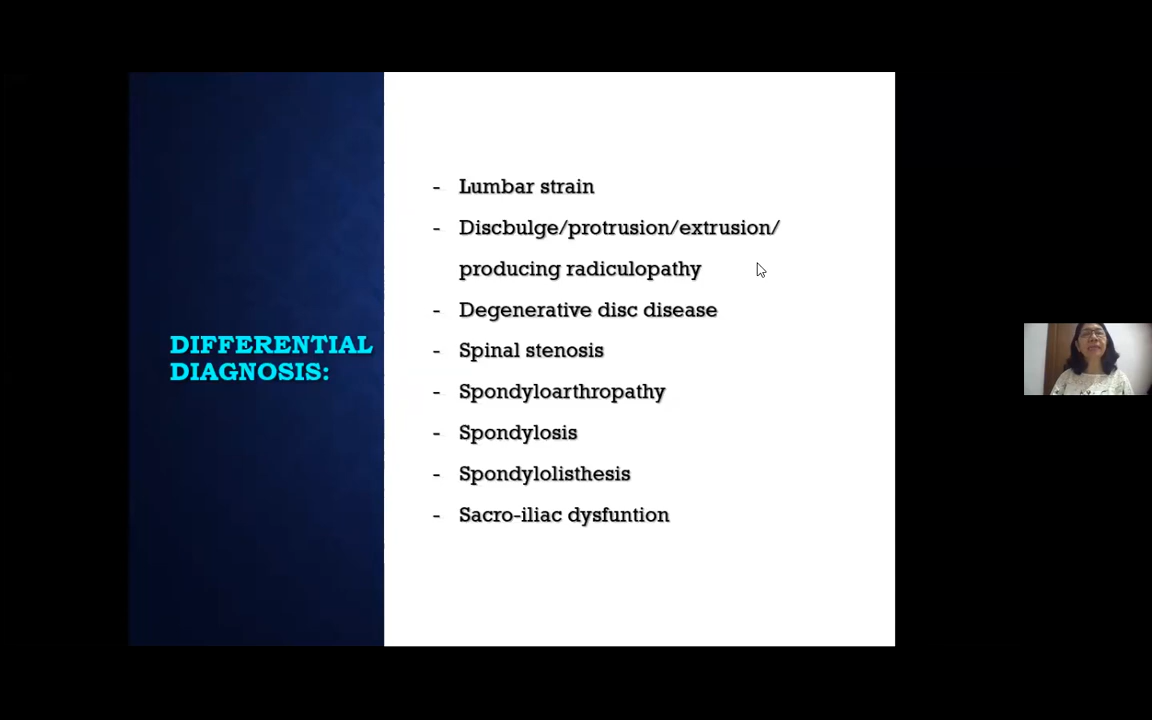 DIFFERENTIAL
DIAGNOSIS:
- Lumbar strain
- Discbulge/protrusion/extrusion/
producing radiculopathy
- Degenerative disc disease
- Spinal stenosis
- Spondyloarthropathy
- Spondylosis
- Spondylolisthesis
- Sacro-iliac dysfuntion